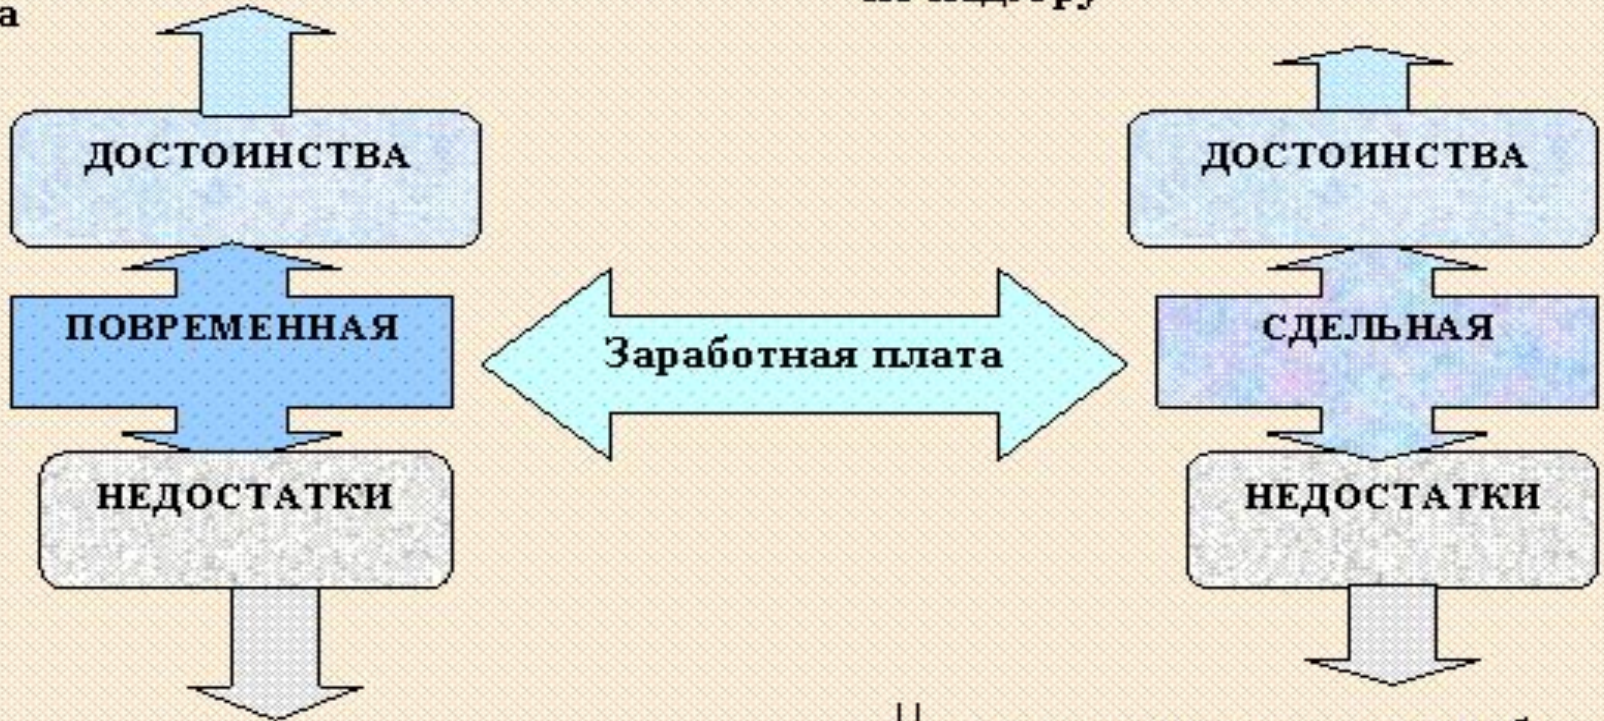 ДОСТОИНСТВА
ДОСТОИНСТВА
ПОВРЕМЕННАЯ
Заработная плата
СДЕЛЬНАЯ
НЕДОСТАТКИ
НЕДОСТАТКИ